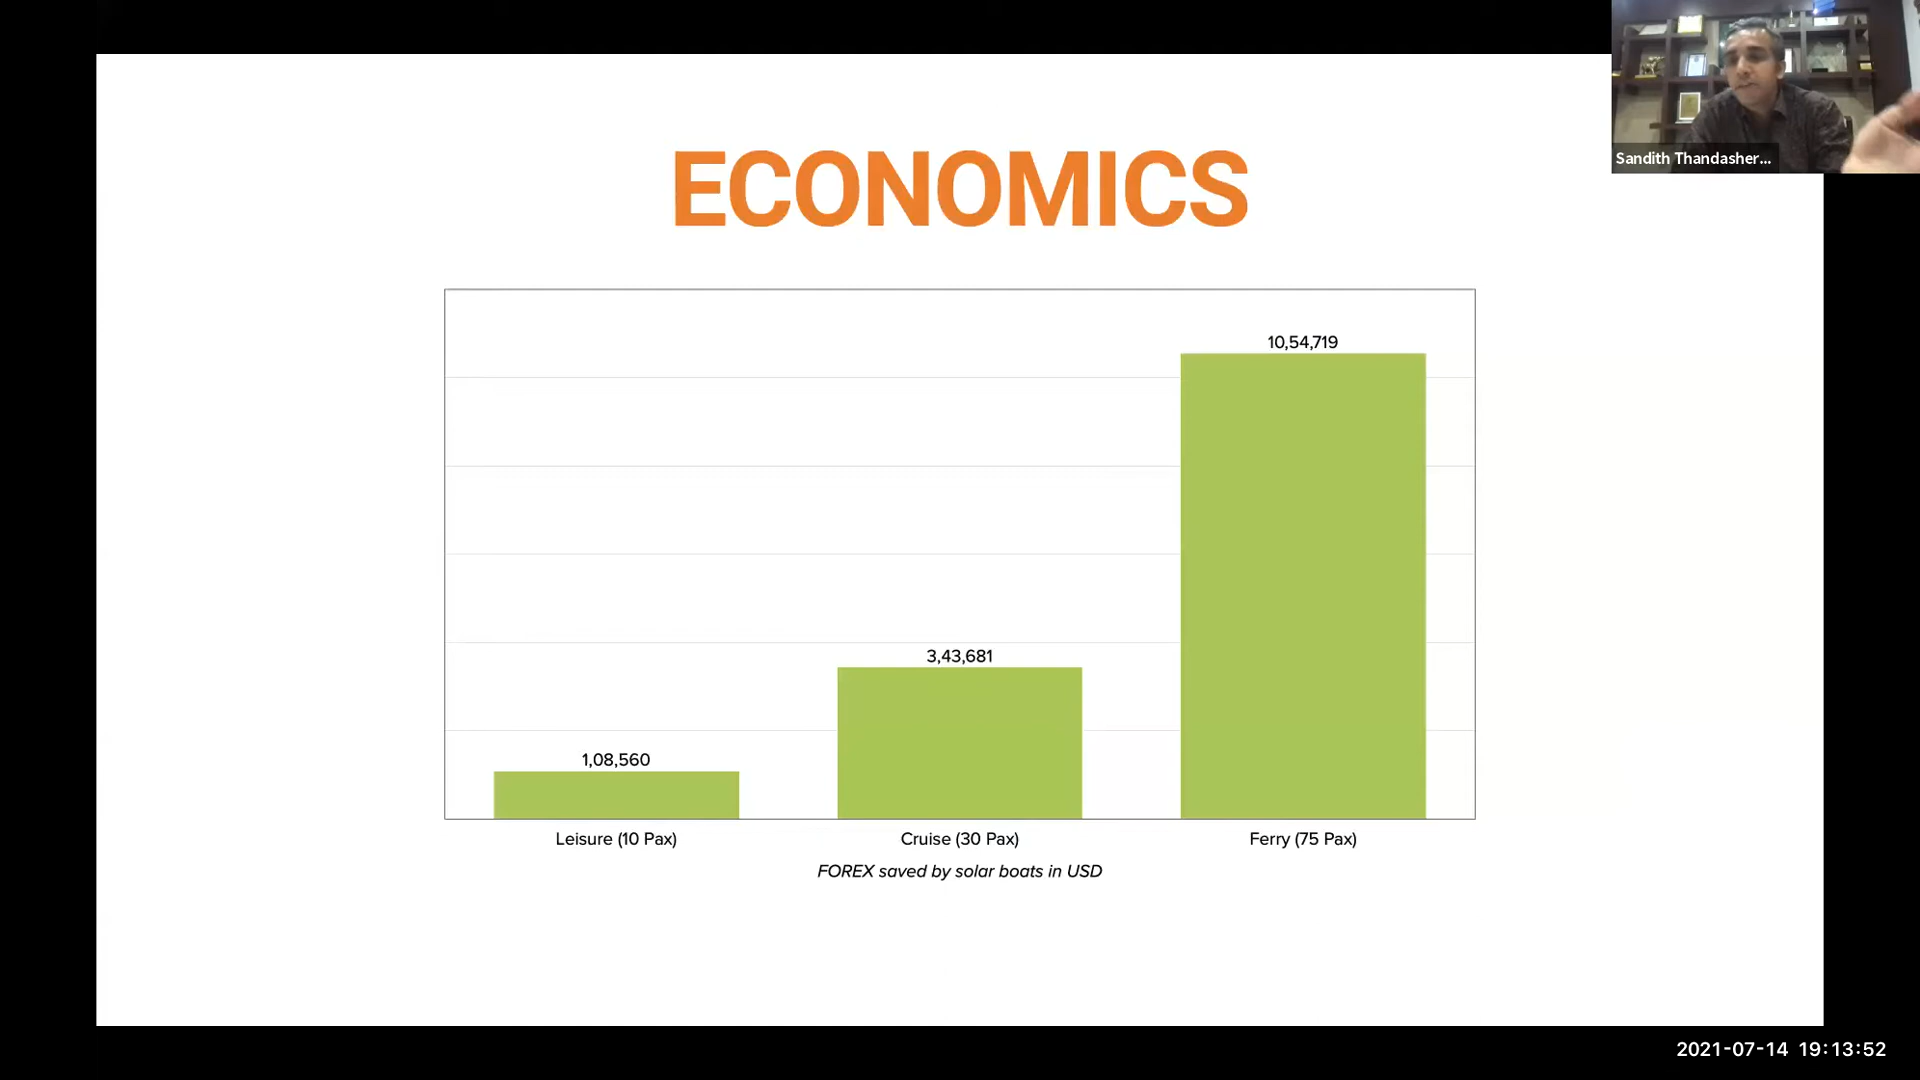 Sandith Thandasher...
ECONOMICS
10,54,719
3,43,681
1,08,560
Leisure (10 Pax)
Cruise (30 Pax)
Ferry (75 Pax)
FOREX saved by solar boats in USD
2021-07-14 19:13:52